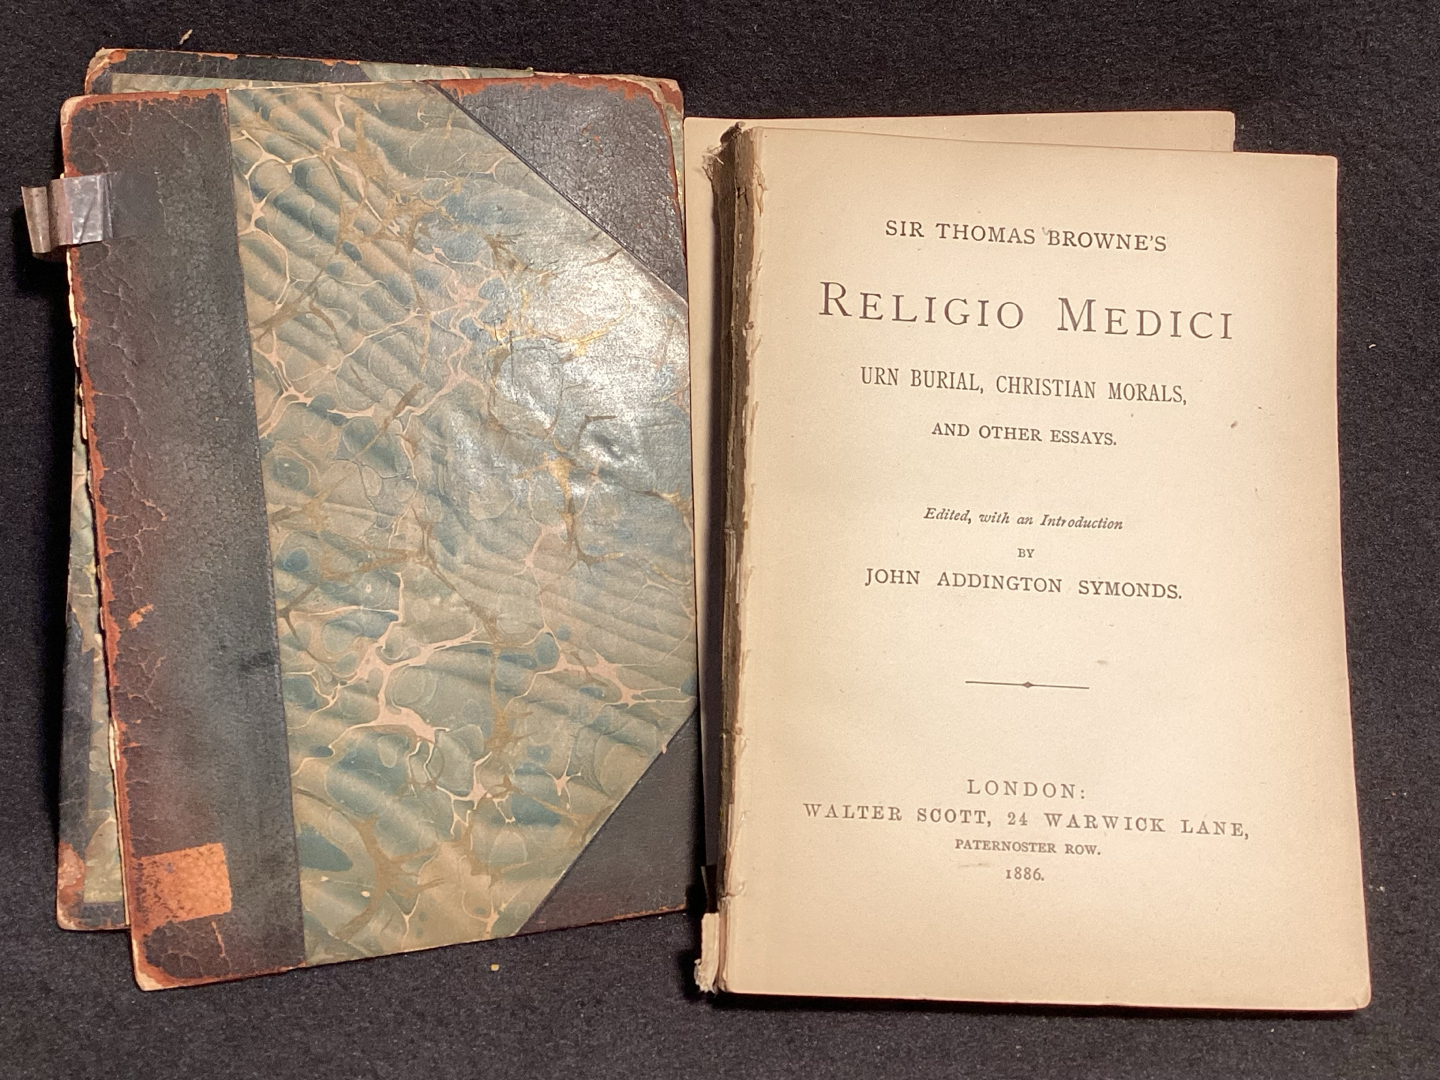 SIR THOMAS BROWNE'S
RELIGIO MEDICI
URN BURIAL, CHRISTIAN MORALS,
AND OTHER ESSAYS.
Edited, with an Introduction
BY
JOHN ADDINGTON SYMONDS.
LONDON:
WALTER SCOTT, 24 WARWICK LANE,
PATERNOSTER ROW.
1886.